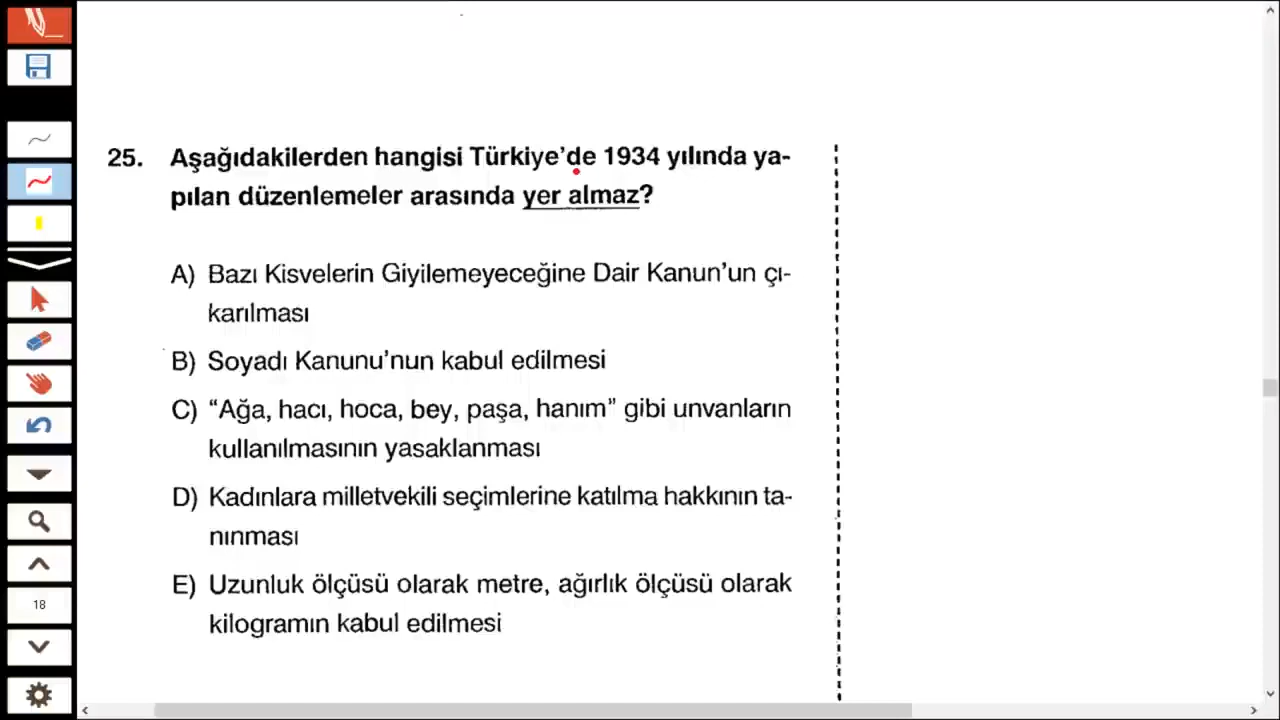 25. Aşağıdakilerden hangisi Türkiye'de 1934 yılında ya-
pılan düzenlemeler arasında yer almaz?
A) Bazı Kisvelerin Giyilemeyeceğine Dair Kanun'un çı-
karılması
B) Soyadı Kanunu'nun kabul edilmesi
C) "Ağa, hacı, hoca, bey, paşa, hanım" gibi unvanların
kullanılmasının yasaklanması
D) Kadınlara milletvekili seçimlerine katılma hakkının ta-
nınması
E) Uzunluk ölçüsü olarak metre, ağırlık ölçüsü olarak
kilogramın kabul edilmesi
18